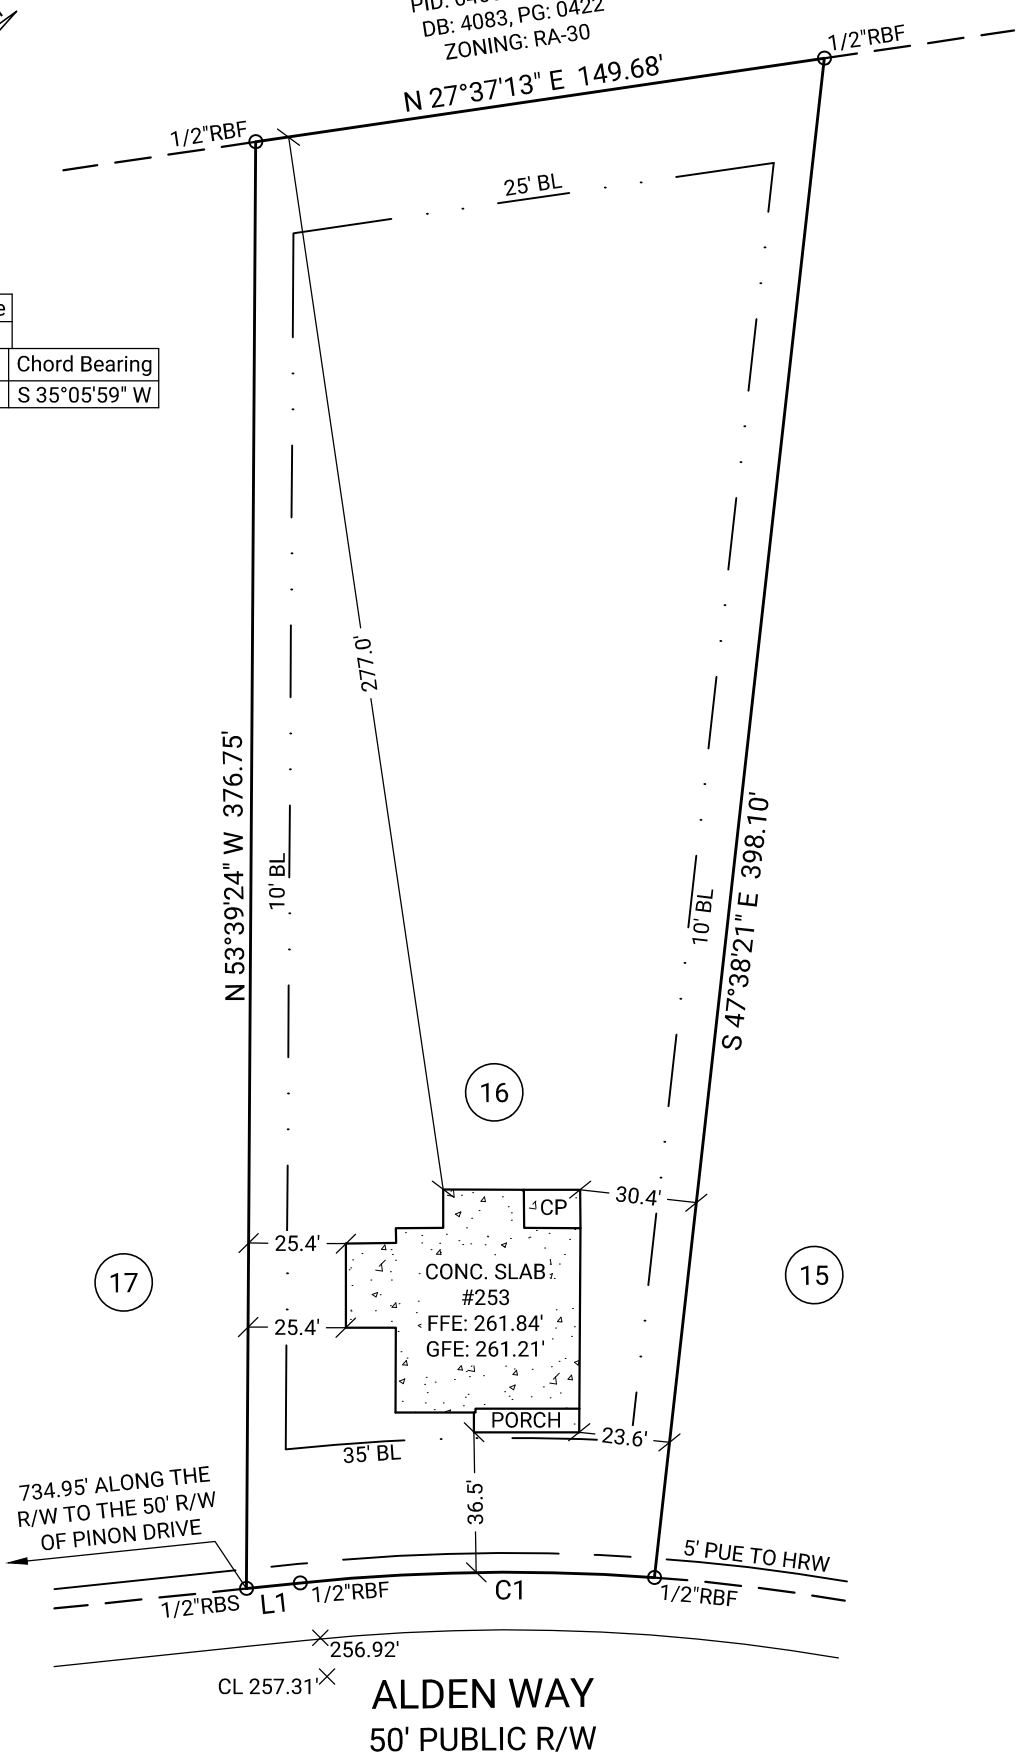 PID:
DB: 4083, PG: 0422
ZONING: RA-30
1/2"RBF
N 27°37'13" E 149.68'
1/2"RBF
25' BL
Chord Bearing
S 35°05'59" W
277.0'
N 53°39'24" W 376.75'
10' BL
10' BL
S 47°38'21" E 398.10'
16
30.4'
CP
25.4'
17
15
CONC. SLAB
#253
FFE: 261.84'
GFE: 261.21'
25.4'
PORCH
23.6'
35' BL
36.5'
734.95' ALONG THE
R/W TO THE 50' R/W
OF PINON DRIVE
5' PUE TO HRW
1/2"RBS
L1
1/2"RBF
C1
1/2"RBF
256.92'
CL 257.31'
ALDEN WAY
50' PUBLIC R/W